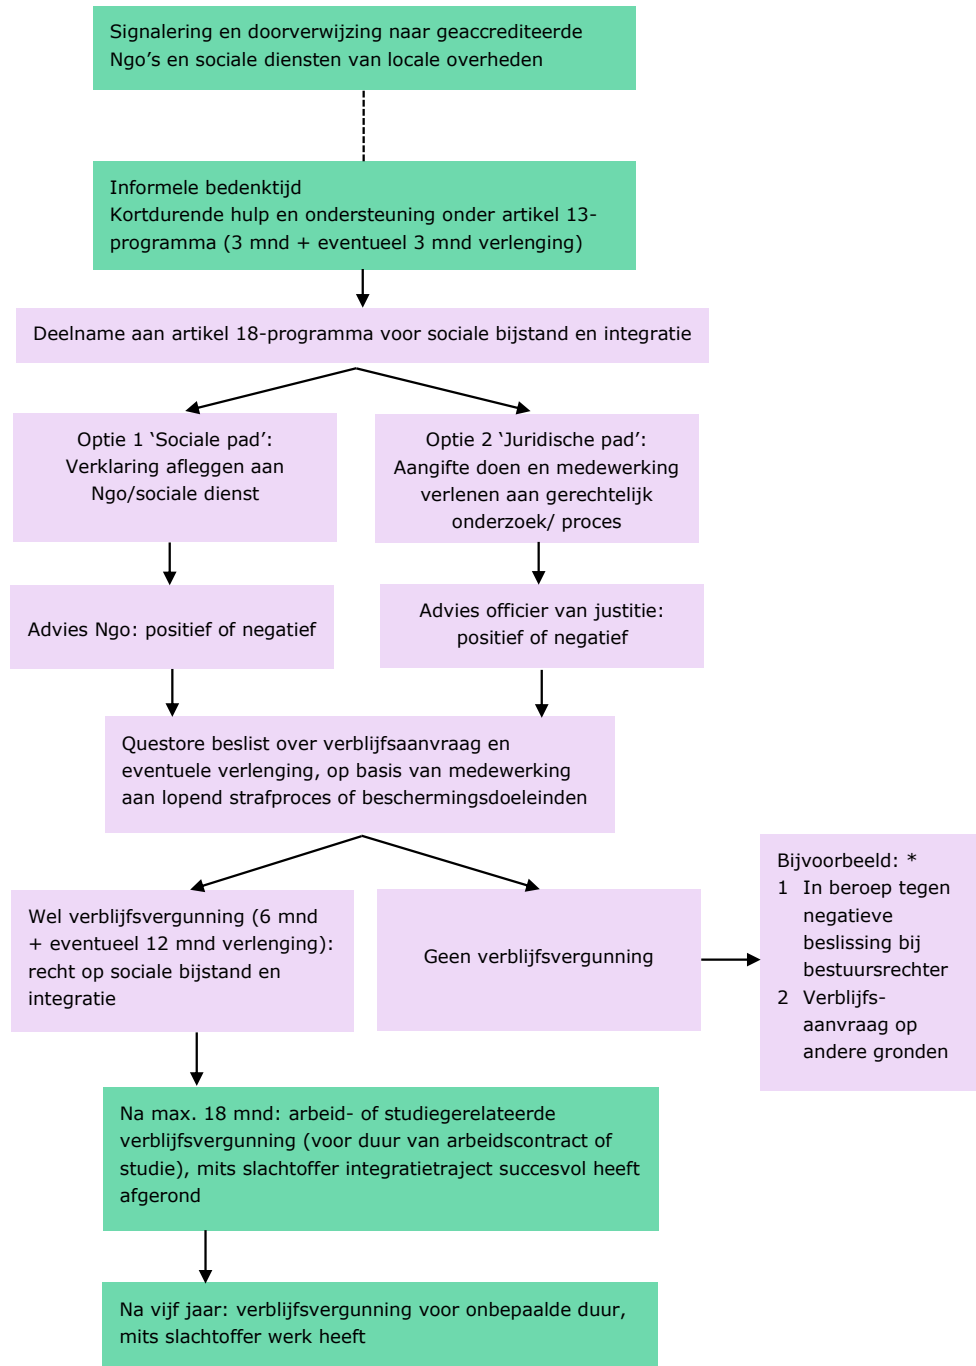 Signalering en doorverwijzing naar geaccrediteerde
Ngo’s en sociale diensten van locale overheden
Informele bedenktijd
Kortdurende hulp en ondersteuning onder artikel 13-
programma (3 mnd + eventueel 3 mnd verlenging)
Deelname aan artikel 18-programma voor sociale bijstand en integratie
Optie 1 ‘Sociale pad’:
Verklaring afleggen aan
Ngo/sociale dienst
Optie 2 ‘Juridische pad’:
Aangifte doen en medewerking
verlenen aan gerechtelijk
onderzoek/ proces
Advies Ngo: positief of negatief
Advies officier van justitie:
positief of negatief
Questore beslist over verblijfsaanvraag en
eventuele verlenging, op basis van medewerking
aan lopend strafproces of beschermingsdoeleinden
Wel verblijfsvergunning (6 mnd
+ eventueel 12 mnd verlenging):
recht op sociale bijstand en
integratie
Geen verblijfsvergunning
Bijvoorbeeld: *
1 In beroep tegen
negatieve
beslissing bij
bestuursrechter
2 Verblijfs-
aanvraag op
andere gronden
Na max. 18 mnd: arbeid- of studiegerelateerde
verblijfsvergunning (voor duur van arbeidscontract of
studie), mits slachtoffer integratietraject succesvol heeft
afgerond
Na vijf jaar: verblijfsvergunning voor onbepaalde duur,
mits slachtoffer werk heeft